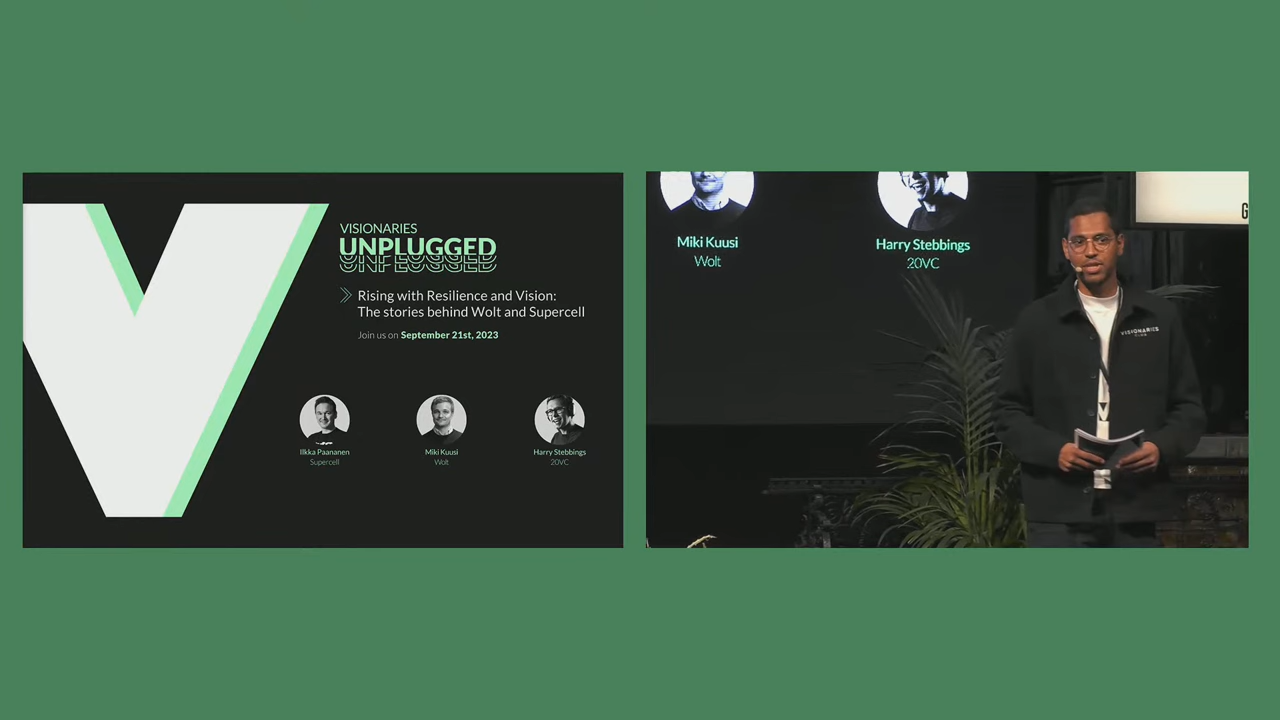 VISIONARIES
UNPLUGGED
Rising with Resilience and Vision:
The stories behind Wolt and Supercell
Join us on September 21st, 2023
Ilkka Paananen
Supercell
Miki Kuusi
Wolt
Harry Stebbings
20VC
Miki Kuusi
Wolt
Harry Stebbings
20VC
G
VISIONARIES